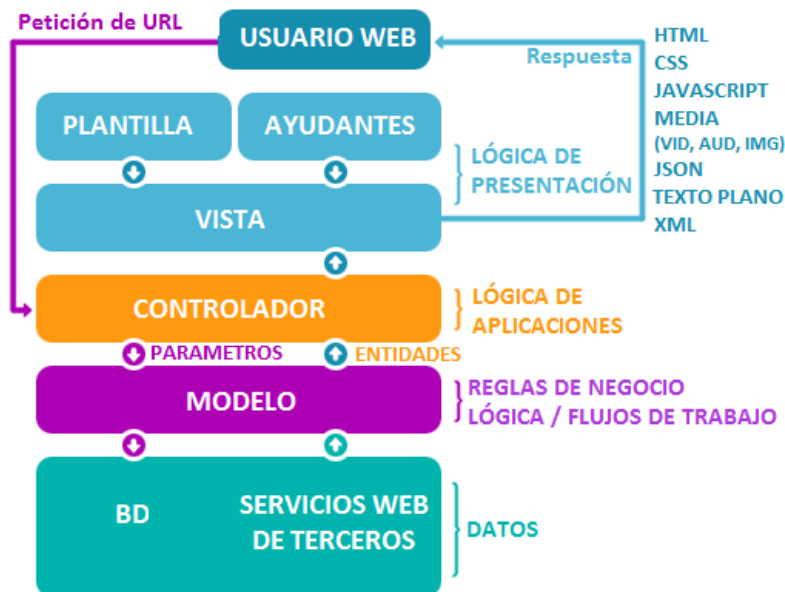 Petición de URL
USUARIO WEB
Respuesta
HTML
CSS
JAVASCRIPT
MEDIA
(VID, AUD, IMG)
JSON
TEXTO PLANO
XML
PLANTILLA
AYUDANTES
LÓGICA DE
PRESENTACIÓN
VISTA
CONTROLADOR
LÓGICA DE
APLICACIONES
PARAMETROS
ENTIDADES
MODELO
REGLAS DE NEGOCIO
LÓGICA / FLUJOS DE TRABAJO
BD
SERVICIOS WEB
DE TERCEROS
DATOS